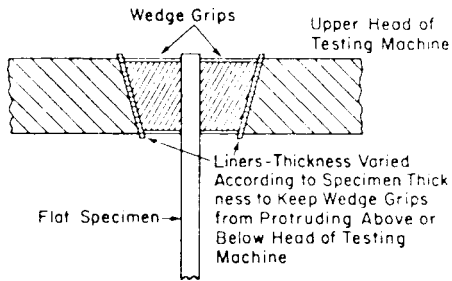 Wedge Grips
Upper Head of
Testing Machine
Liners-Thickness Varied
According to Specimen Thick
ness to Keep Wedge Grips
from Protruding Above or
Below Head of Testing
Machine
Flat Specimen